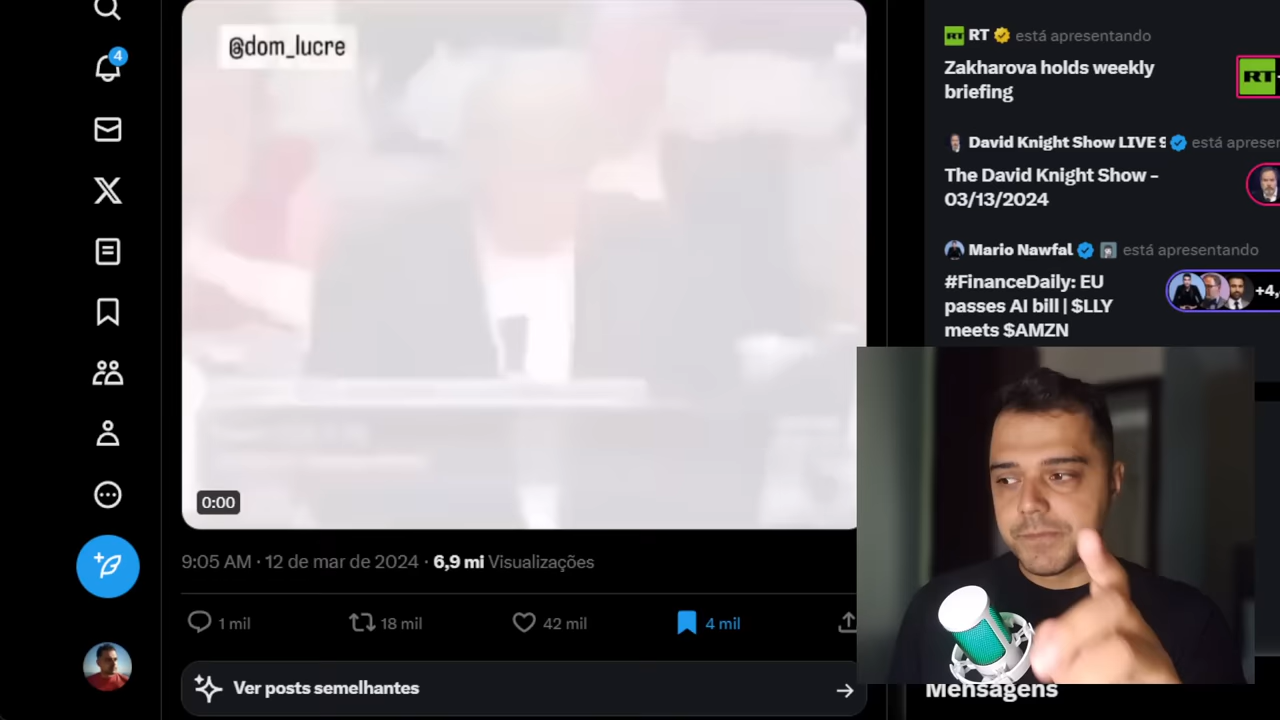 @dom_lucre
0:00
9:05 AM · 12 de mar de 2024 · 6,9 mi Visualizações
1 mil
18 mil
42 mil
4 mil
Ver posts semelhantes
4
RT está apresentando
Zakharova holds weekly
briefing
RT
David Knight Show LIVE
The David Knight Show –
03/13/2024
Mario Nawfal está apresentando
#FinanceDaily: EU
passes AI bill | $LLY
meets $AMZN
+4,
Mensagens